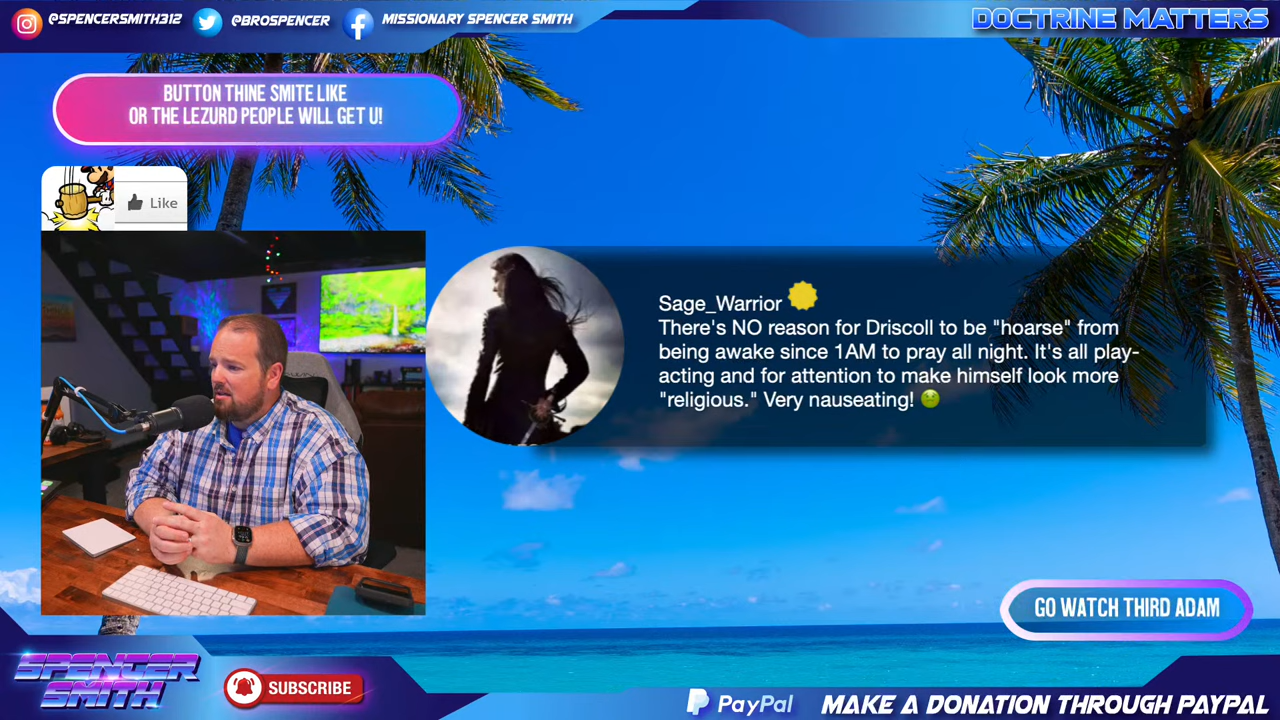 @SPENCERSMITH312 @BROSPENCER MISSIONARY SPENCER SMITH
DOCTRINE MATTERS
BUTTON THINE SMITE LIKE
OR THE LEZURD PEOPLE WILL GET U!
Like
Sage_Warrior
There's NO reason for Driscoll to be "hoarse" from
being awake since 1AM to pray all night. It's all play-
acting and for attention to make himself look more
"religious." Very nauseating! 🤢
GO WATCH THIRD ADAM
SPENCER
SMITH
SUBSCRIBE
PayPal MAKE A DONATION THROUGH PAYPAL